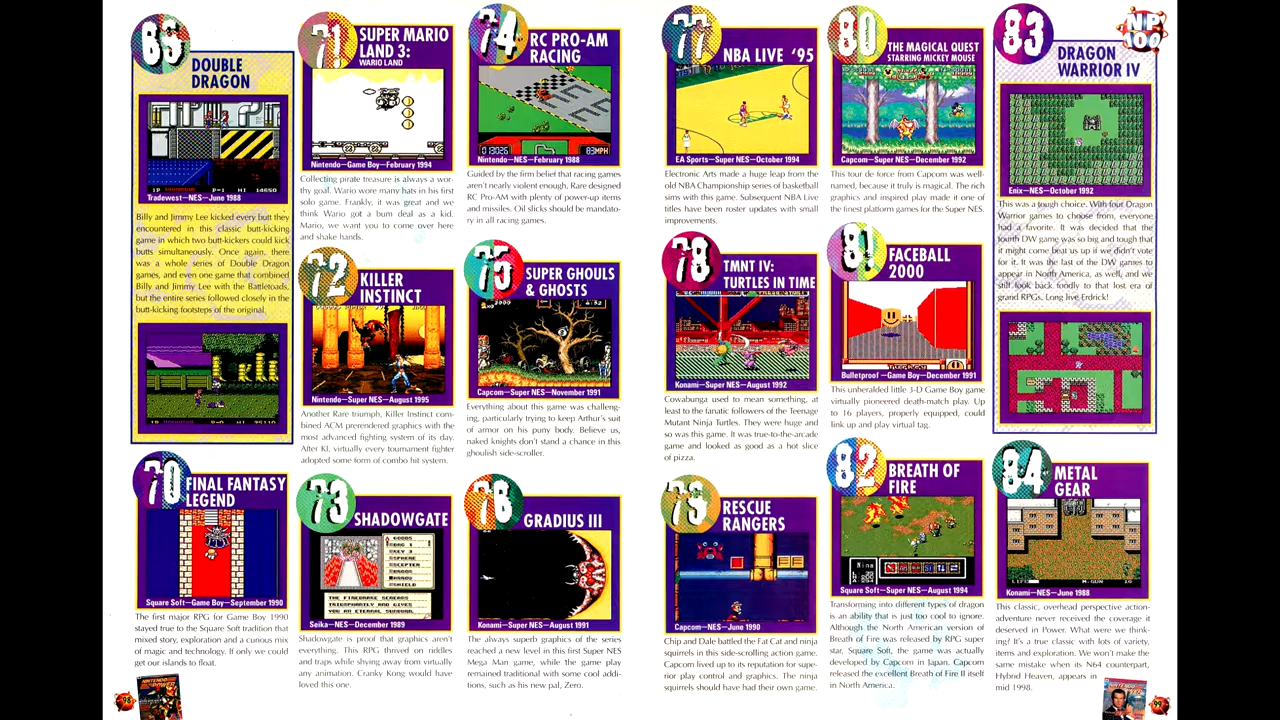 65
DOUBLE
DRAGON
Tradewest—NES—June 1988
Billy and Jimmy Lee kicked every butt they
encountered in this classic butt-kicking
game in which two butt-kickers could kick
butts simultaneously. Once again, there
was a whole series of Double Dragon
games, and even one game that combined
Billy and Jimmy Lee with the Battletoads,
but the entire series followed closely in the
butt-kicking footsteps of the original.
70
FINAL FANTASY
LEGEND
Square Soft—Game Boy—September 1990
The first major RPG for Game Boy 1990
stayed true to the Square Soft tradition that
mixed story, exploration and a curious mix
of magic and technology. If only we could
get our islands to float.
98
71
SUPER MARIO
LAND 3:
WARIO LAND
Nintendo—Game Boy—February 1994
Collecting pirate treasure is always a wor-
thy goal. Wario wore many hats in his first
solo game. Frankly, it was great and we
think Wario got a bum deal as a kid.
Mario, we want you to come over here
and shake hands.
72
KILLER
INSTINCT
Nintendo—Super NES—August 1995
Another Rare triumph, Killer Instinct com-
bined ACM prerendered graphics with the
most advanced fighting system of its day.
After KI, virtually every tournament fighter
adopted some form of combo hit system.
73
SHADOWGATE
GOODS
KEY 3
SPHERE
SCEPTER
SHIELD
THE FIREDRAKE SCREAMS
TRIUMPHANTLY AND GIVES
YOU AN ETERNAL SUNBURN.
Seika—NES—December 1989
Shadowgate is proof that graphics aren't
everything. This RPG thrived on riddles
and traps while shying away from virtually
any animation. Cranky Kong would have
loved this one.
74
RC PRO-AM
RACING
83MPH
Nintendo—NES—February 1988
Guided by the firm belief that racing games
aren't nearly violent enough, Rare designed
RC Pro-AM with plenty of power-up items
and missiles. Oil slicks should be mandato-
ry in all racing games.
75
SUPER GHOULS
& GHOSTS
Capcom—Super NES—November 1991
Everything about this game was challeng-
ing, particularly trying to keep Arthur's suit
of armor on his puny body. Believe us,
naked knights don't stand a chance in this
ghoulish side-scroller.
76
GRADIUS III
Konami—Super NES—August 1991
The always superb graphics of the series
reached a new level in this first Super NES
Mega Man game, while the game play
remained traditional with some cool addi-
tions, such as his new pal, Zero.
77
NBA LIVE '95
EA Sports—Super NES—October 1994
Electronic Arts made a huge leap from the
old NBA Championship series of basketball
sims with this game. Subsequent NBA Live
titles have been roster updates with small
improvements.
78
TMNT IV:
TURTLES IN TIME
Konami—Super NES—August 1992
Cowabunga used to mean something, at
least to the fanatic followers of the Teenage
Mutant Ninja Turtles. They were huge and
so was this game. It was true-to-the-arcade
game and looked as good as a hot slice
of pizza.
79
RESCUE
RANGERS
Capcom—NES—June 1990
Chip and Dale battled the Fat Cat and ninja
squirrels in this side-scrolling action game.
Capcom lived up to its reputation for supe-
rior play control and graphics. The ninja
squirrels should have had their own game.
80
THE MAGICAL QUEST
STARRING MICKEY MOUSE
Capcom—Super NES—December 1992
This tour de force from Capcom was well-
named, because it truly is magical. The rich
graphics and inspired play made it one
of the finest platform games for the Super NES.
81
FACEBALL
2000
Bulletproof—Game Boy—December 1991
This unheralded little 3-D Game Boy game
virtually pioneered death-match play. Up
to 16 players, properly equipped, could
link up and play virtual tag.
82
BREATH OF
FIRE
Nina
Square Soft—Super NES—August 1994
Transforming into different types of dragon
is an ability that is just too cool to ignore.
Although the North American version of
Breath of Fire was released by RPG super
star, Square Soft, the game was actually
developed by Capcom in Japan. Capcom
released the excellent Breath of Fire II itself
in North America.
83
DRAGON
WARRIOR IV
NP
100
Enix—NES—October 1992
This was a tough choice. With four Dragon
Warrior games to choose from, everyone
had a favorite. It was decided that the
fourth DW game was so big and tough that
it might come beat us up if we didn't vote
for it. It was the last of the DW games to
appear in North America, as well, and we
still look back fondly to that lost era of
grand RPGs. Long live Erdrick!
84
METAL
GEAR
Konami—NES—June 1988
This classic, overhead perspective action-
adventure never received the coverage it
deserved in Power. What were we think-
ing? It's a true classic with lots of variety,
items and exploration. We won't make the
same mistake when its N64 counterpart,
Hybrid Heaven, appears in
mid 1998.
99